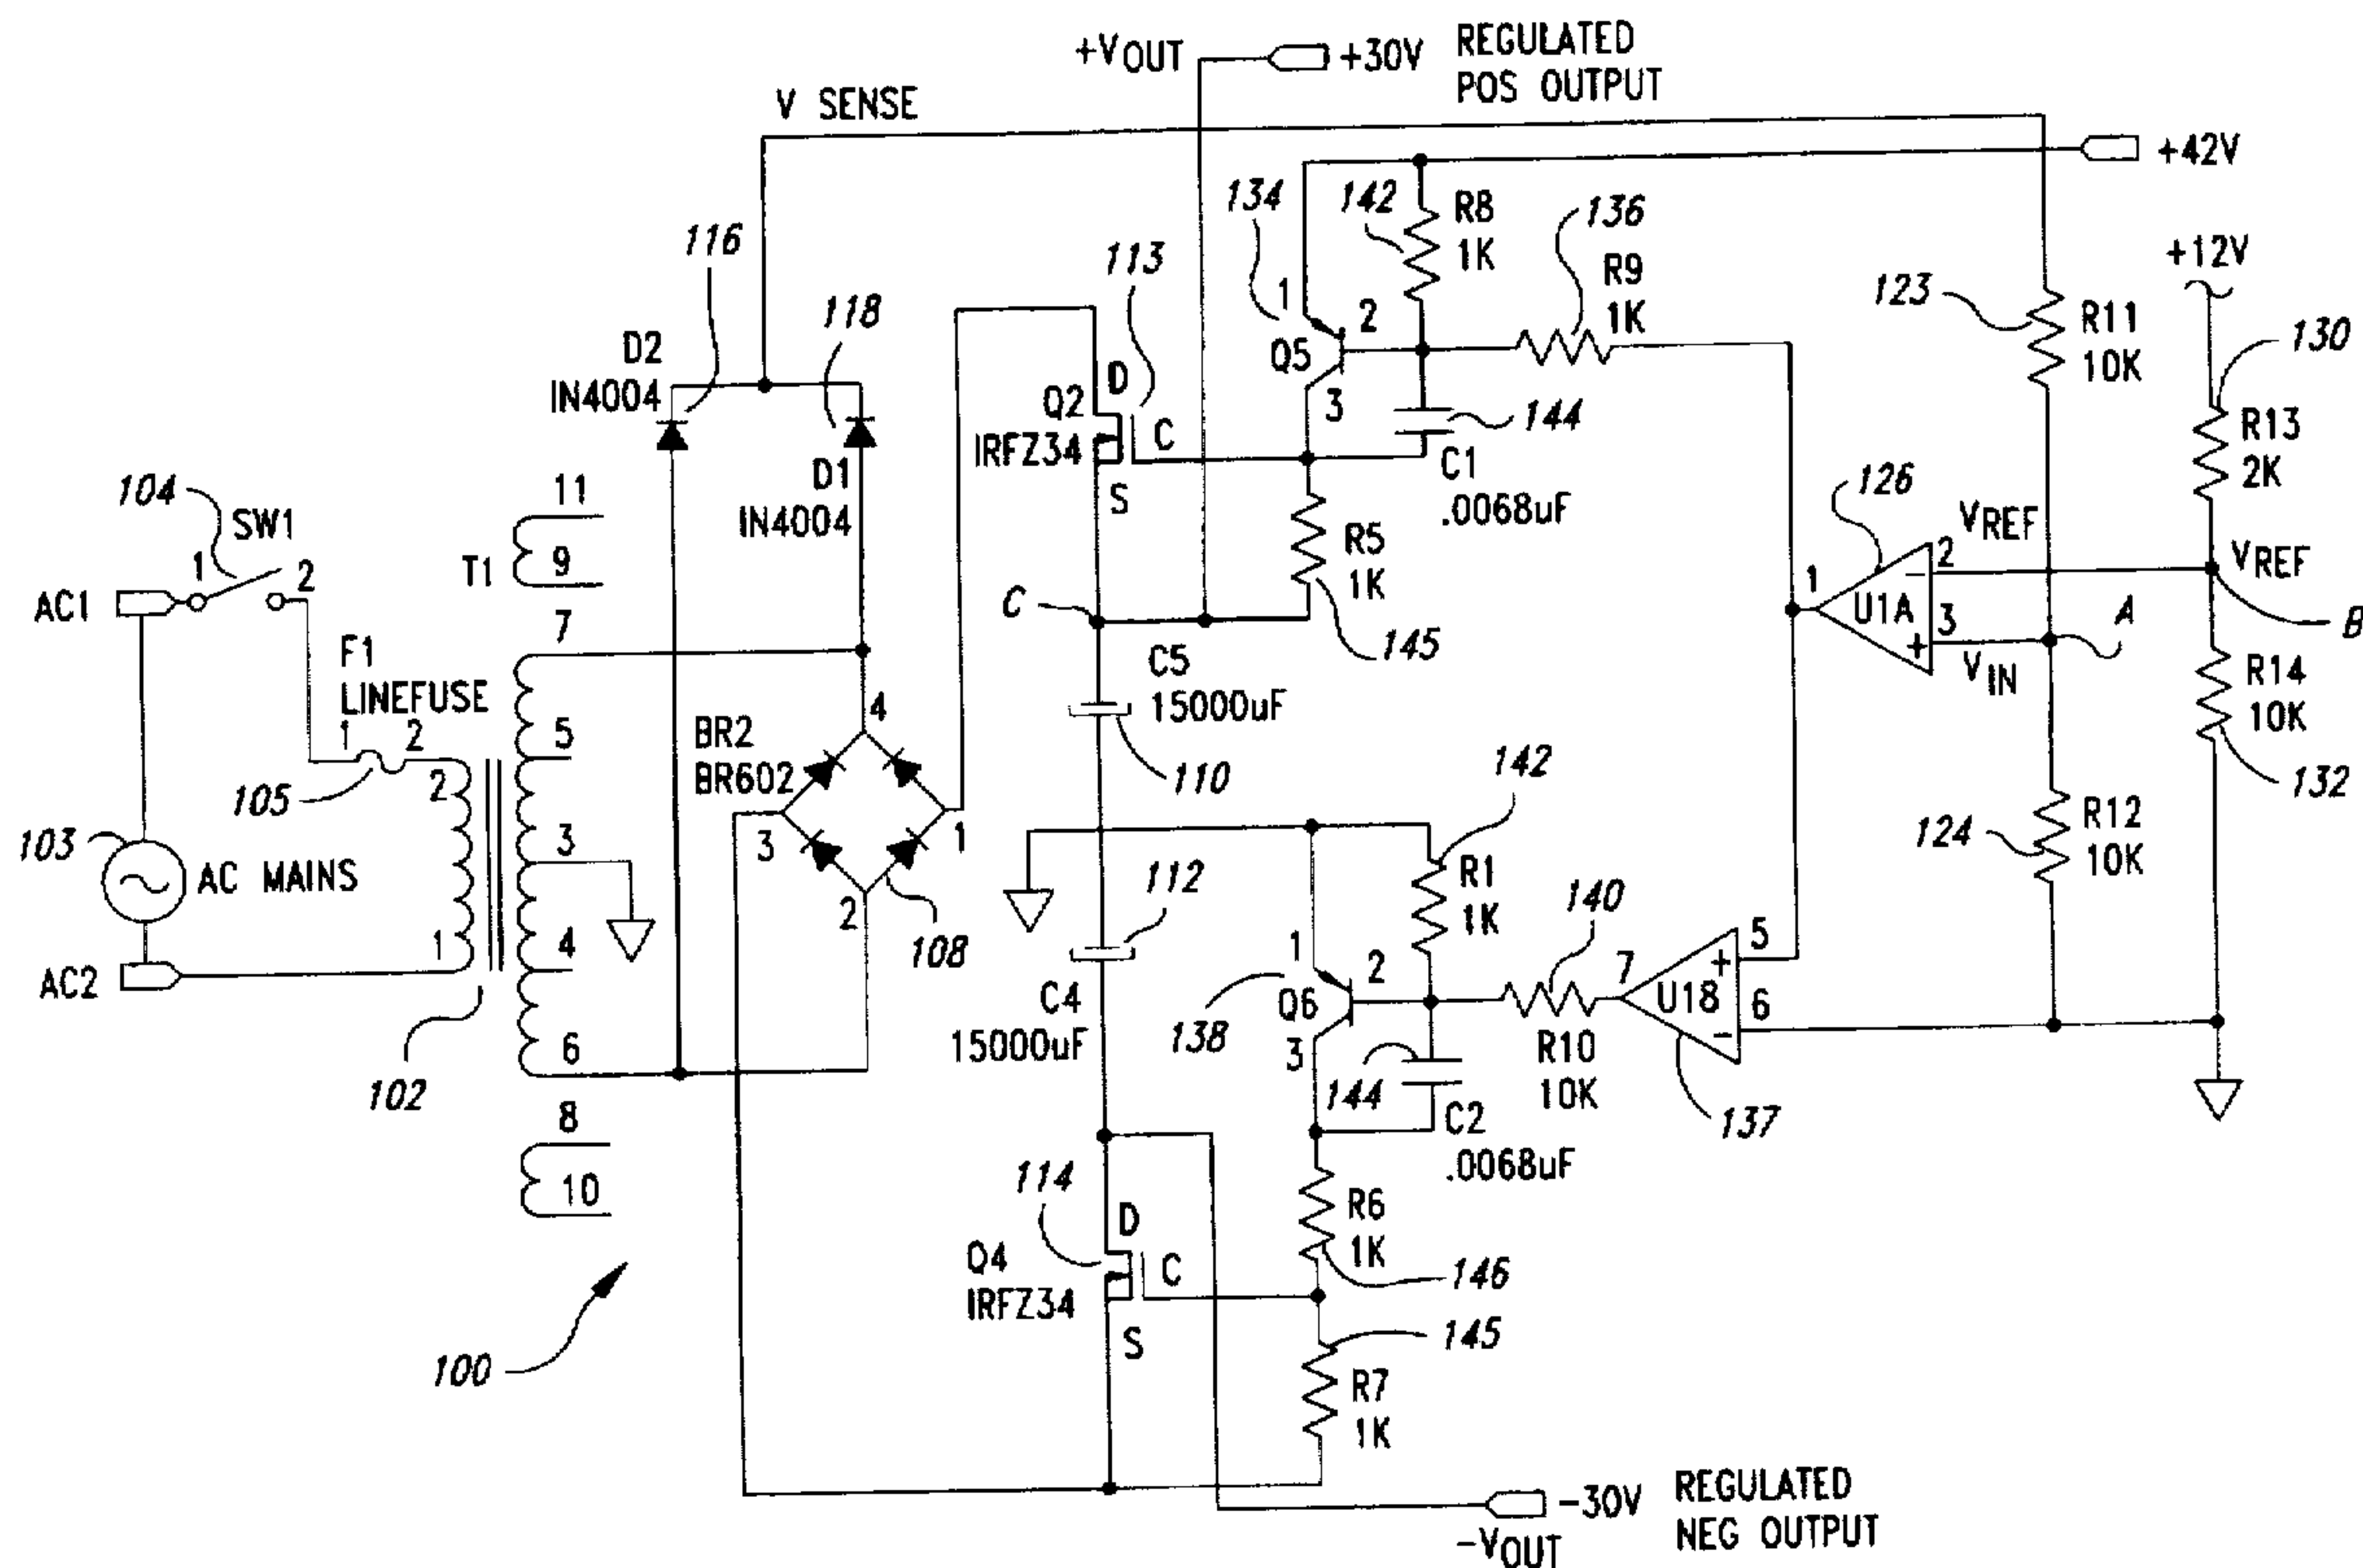 +VOUT
+30V
REGULATED
POS OUTPUT
V SENSE
+42V
134
142
R8
1K
136
R9
1K
+12V
116
113
1
2
Q5
3
123
R11
10K
130
118
D2
IN4004
D
Q2
IRFZ34
C
S
144
C1
.0068uF
R13
2K
D1
IN4004
104
SW1
1
2
11
T1
9
AC1
7
126
VREF
2
VREF
1
U1A
-
3
+
VIN
A
B
R5
1K
C
145
F1
LINEFUSE
1
2
105
2
5
4
BR2
BR602
C5
15000uF
110
R14
10K
132
142
103
AC MAINS
3
3
1
2
108
112
R1
1K
140
124
R12
10K
1
4
AC2
102
6
C4
15000uF
1
2
Q6
3
138
7
5
+
U18
6
-
R10
10K
137
144
C2
.0068uF
8
10
114
D
Q4
IRFZ34
C
S
R6
1K
146
145
R7
1K
100
-30V
-VOUT
REGULATED
NEG OUTPUT